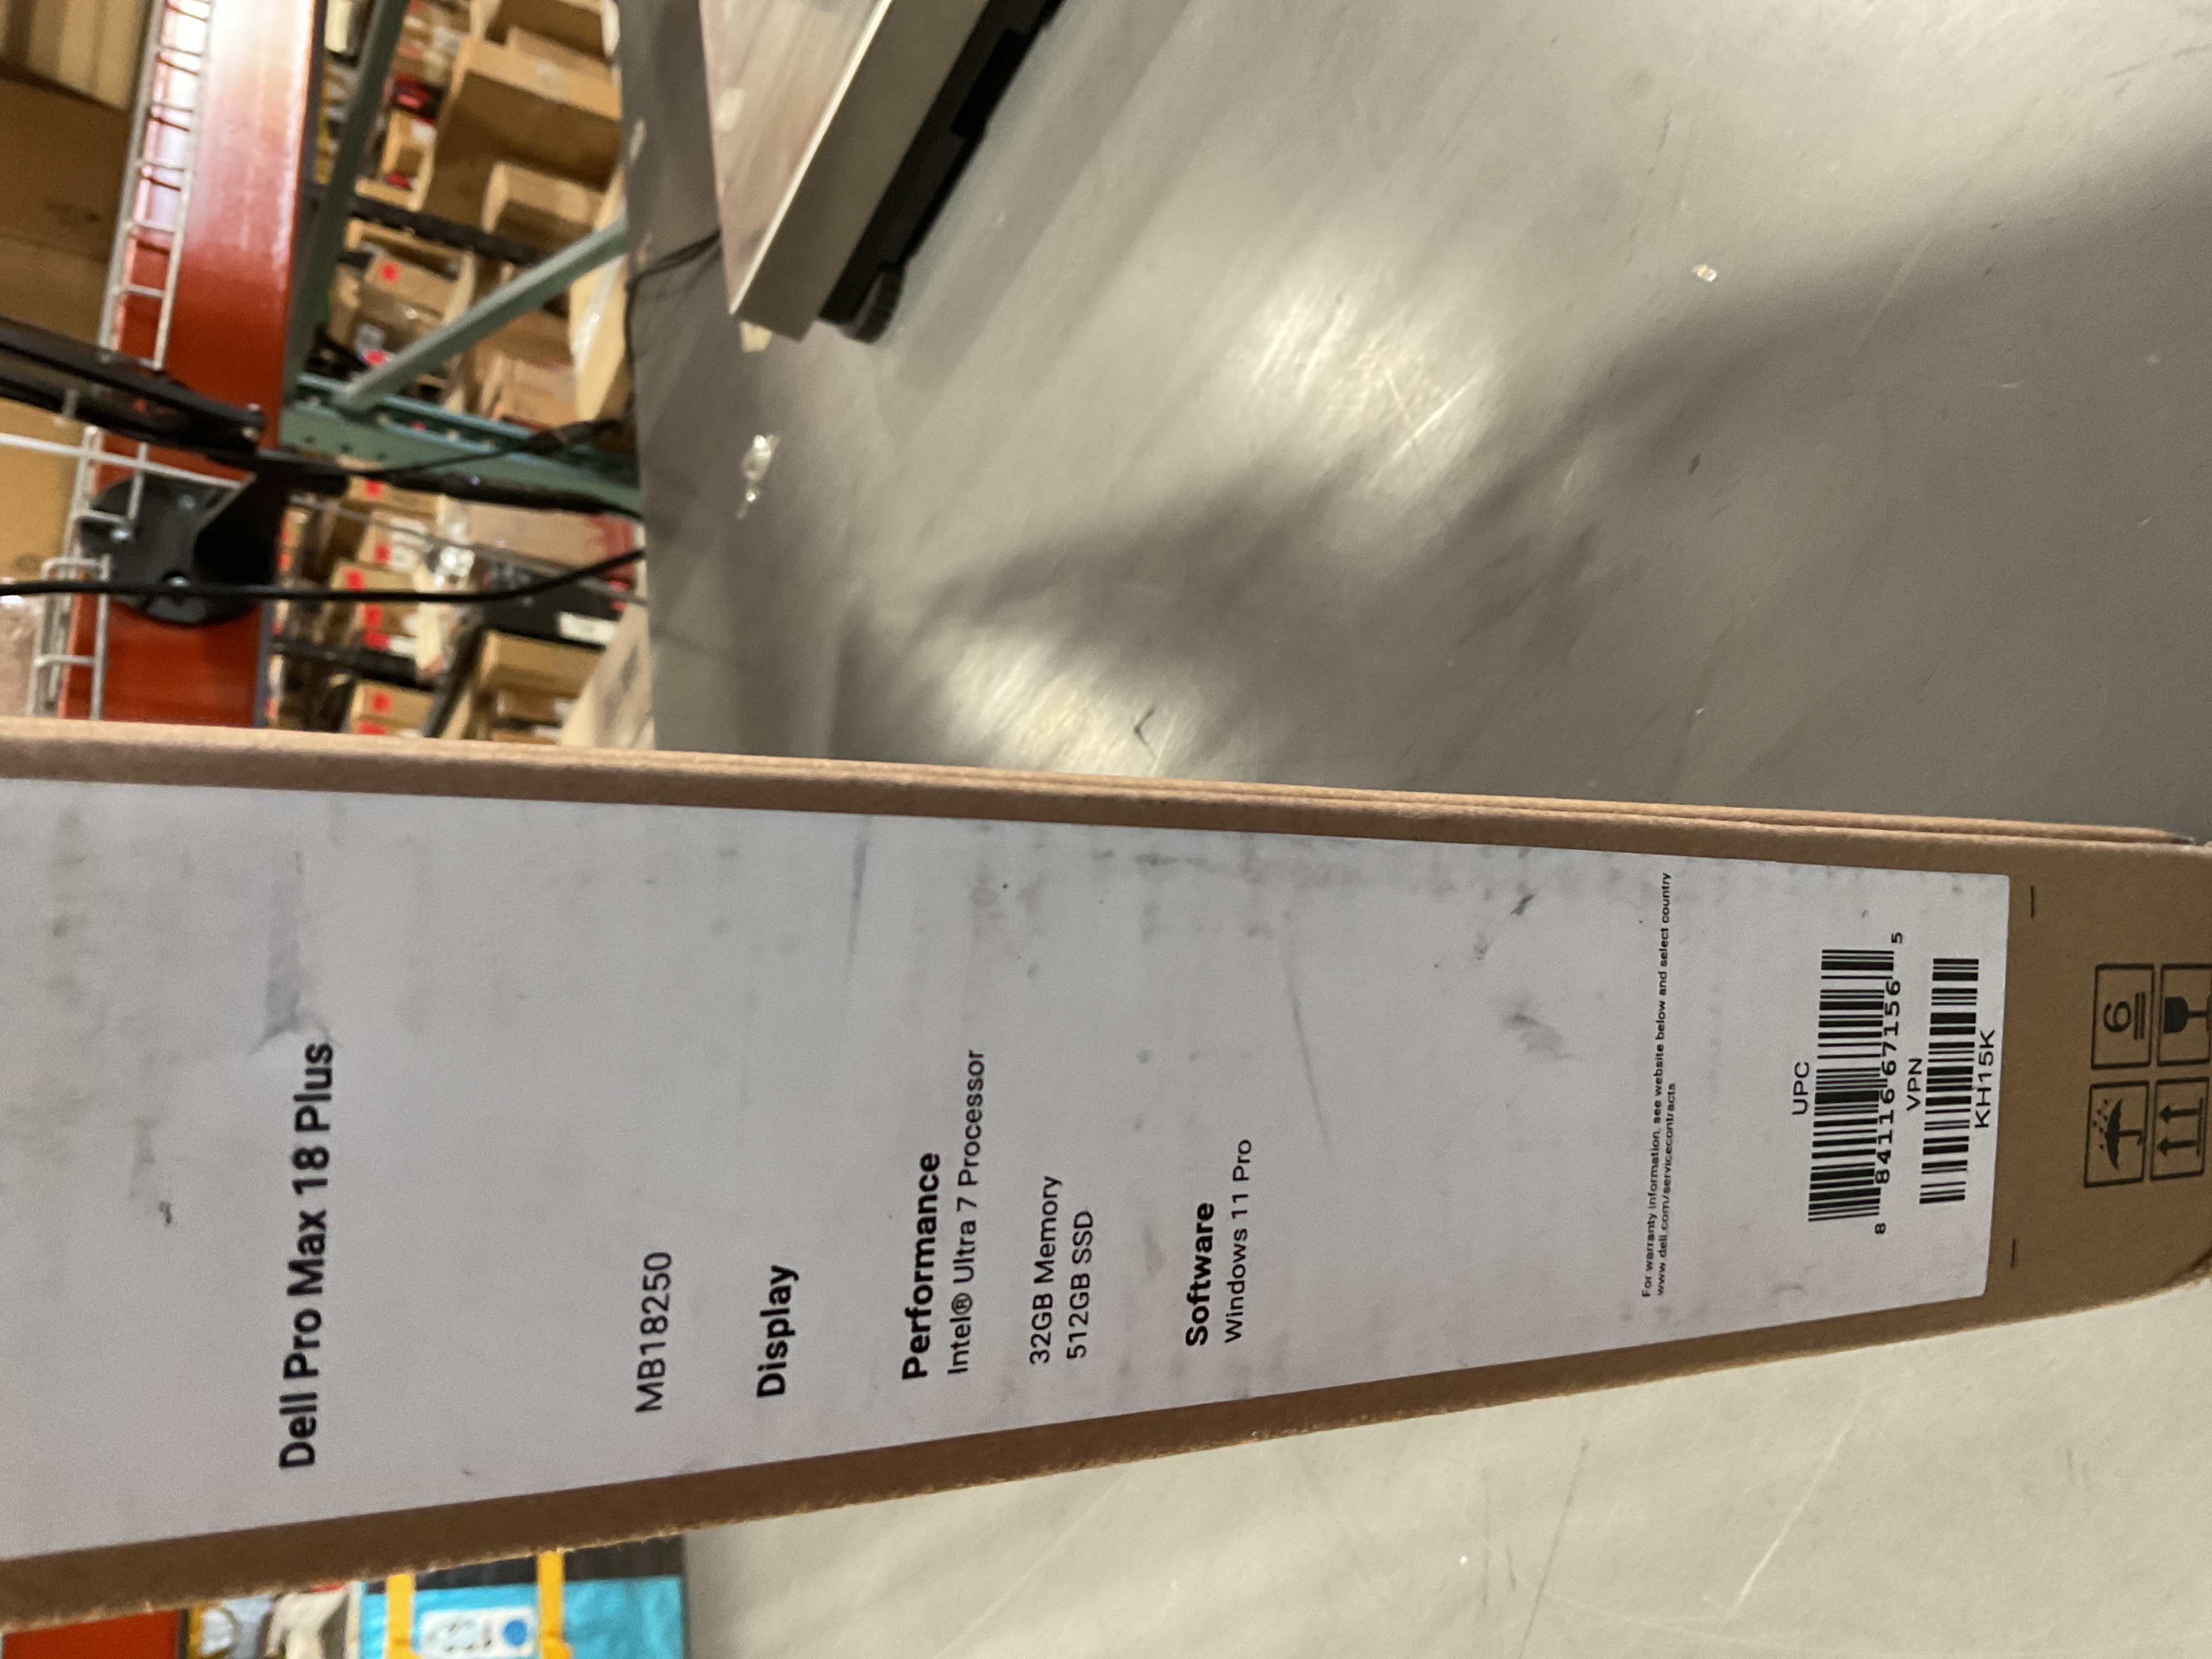 Dell Pro Max 18 Plus
MB18250
Display
Performance
Intel® Ultra 7 Processor
32GB Memory
512GB SSD
Software
Windows 11 Pro
For warranty information, see website below and select country
www.dell.com/servicecontracts
UPC
8 84116 67156 5
VPN
KH15K
6